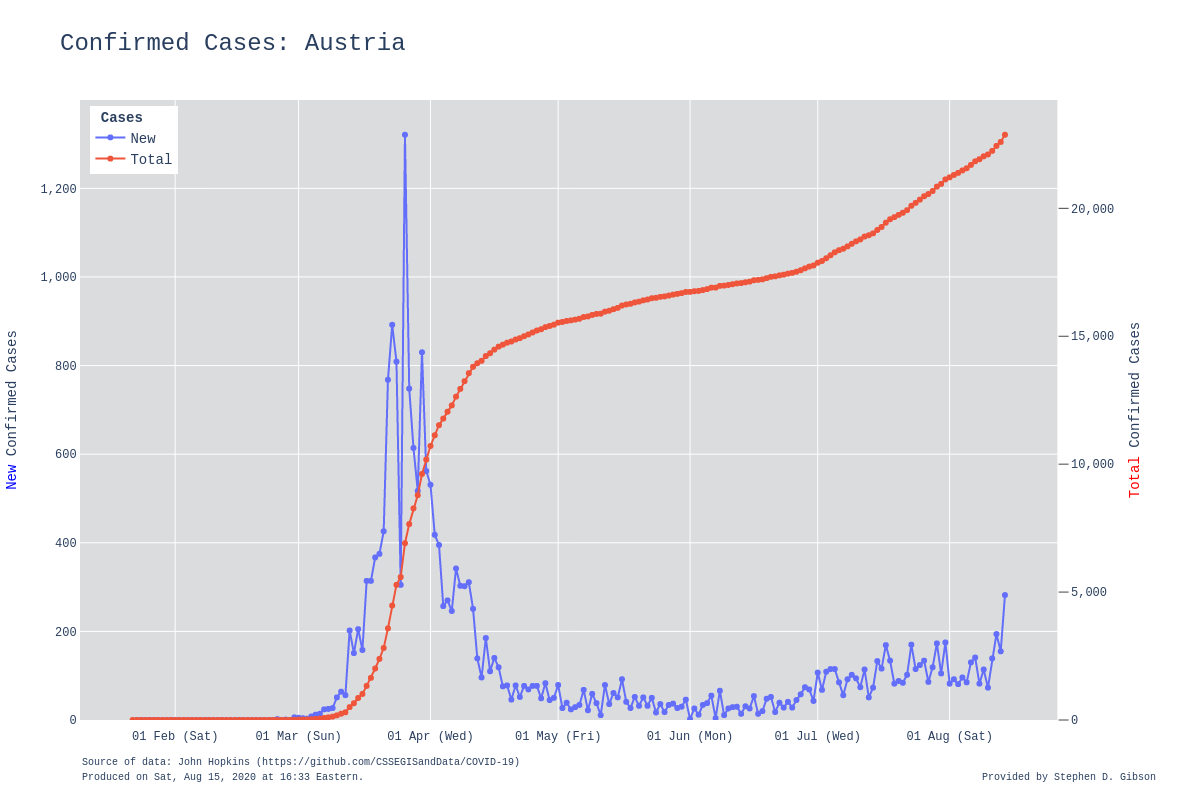 Confirmed Cases: Austria
Cases
New
Total
1,200
1,000
800
600
400
200
0
New Confirmed Cases
20,000
15,000
10,000
5,000
0
Total Confirmed Cases
01 Feb (Sat)
01 Mar (Sun)
01 Apr (Wed)
01 May (Fri)
01 Jun (Mon)
01 Jul (Wed)
01 Aug (Sat)
Source of data: John Hopkins (https://github.com/CSSEGISandData/COVID-19)
Produced on Sat, Aug 15, 2020 at 16:33 Eastern.
Provided by Stephen D. Gibson